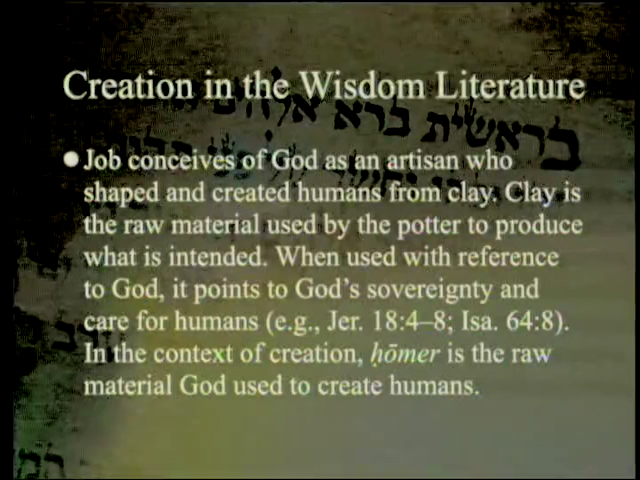 Creation in the Wisdom Literature
בראשית ברא אלהים
● Job conceives of God as an artisan who
shaped and created humans from clay. Clay is
the raw material used by the potter to produce
what is intended. When used with reference
to God, it points to God’s sovereignty and
care for humans (e.g., Jer. 18:4–8; Isa. 64:8).
In the context of creation, ḥōmer is the raw
material God used to create humans.